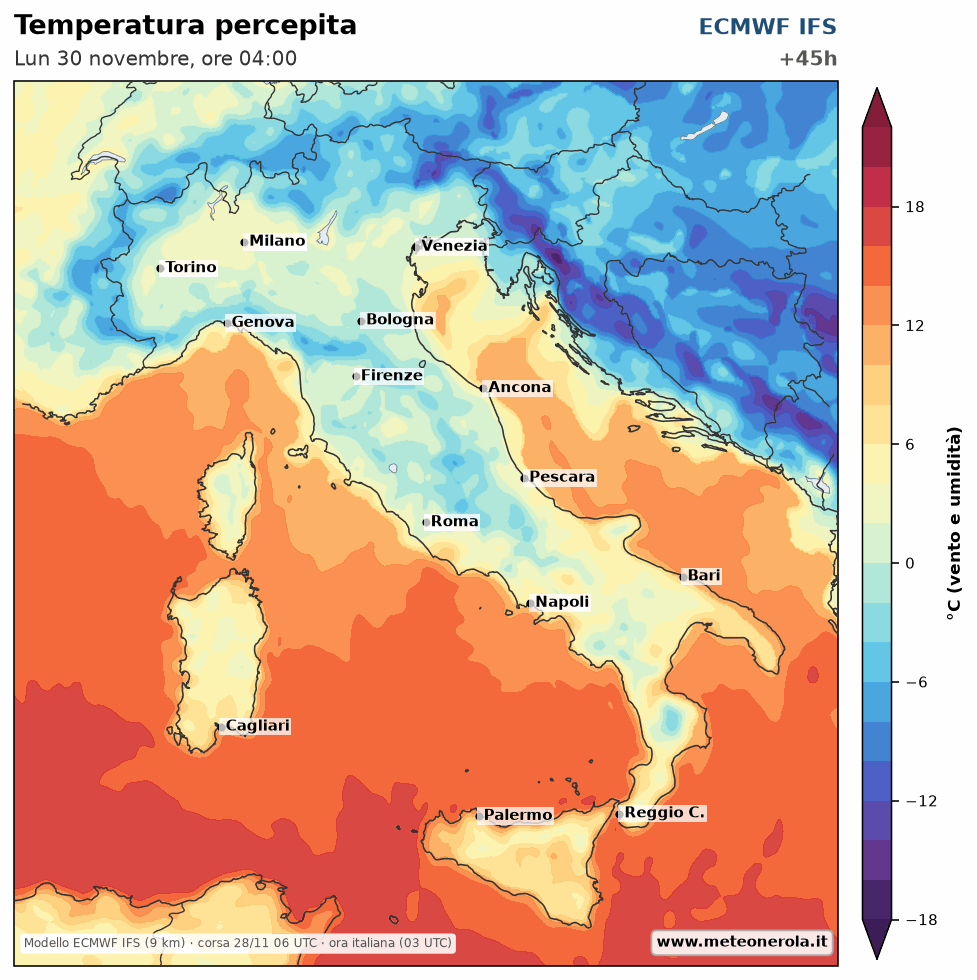 Temperatura percepita
ECMWF IFS
Lun 30 novembre, ore 04:00
+45h
Milano
Venezia
Torino
Genova
Bologna
Firenze
Ancona
Pescara
Roma
Bari
Napoli
Cagliari
Palermo
Reggio C.
18
12
6
0
−6
−12
−18
°C (vento e umidità)
Modello ECMWF IFS (9 km) · corsa 28/11 06 UTC · ora italiana (03 UTC)
www.meteonerola.it